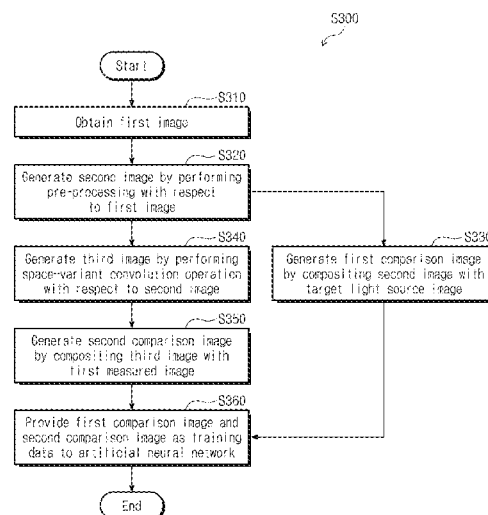 S300
Start
S310
Obtain first image
S320
Generate second image by performing
pre-processing with respect
to first image
S340
Generate third image by performing
space-variant convolution operation
with respect to second image
S330
Generate first comparison image
by compositing second image with
target light source image
S350
Generate second comparison image
by compositing third image with
first measured image
S360
Provide first comparison image and
second comparison image as training
data to artificial neural network
End